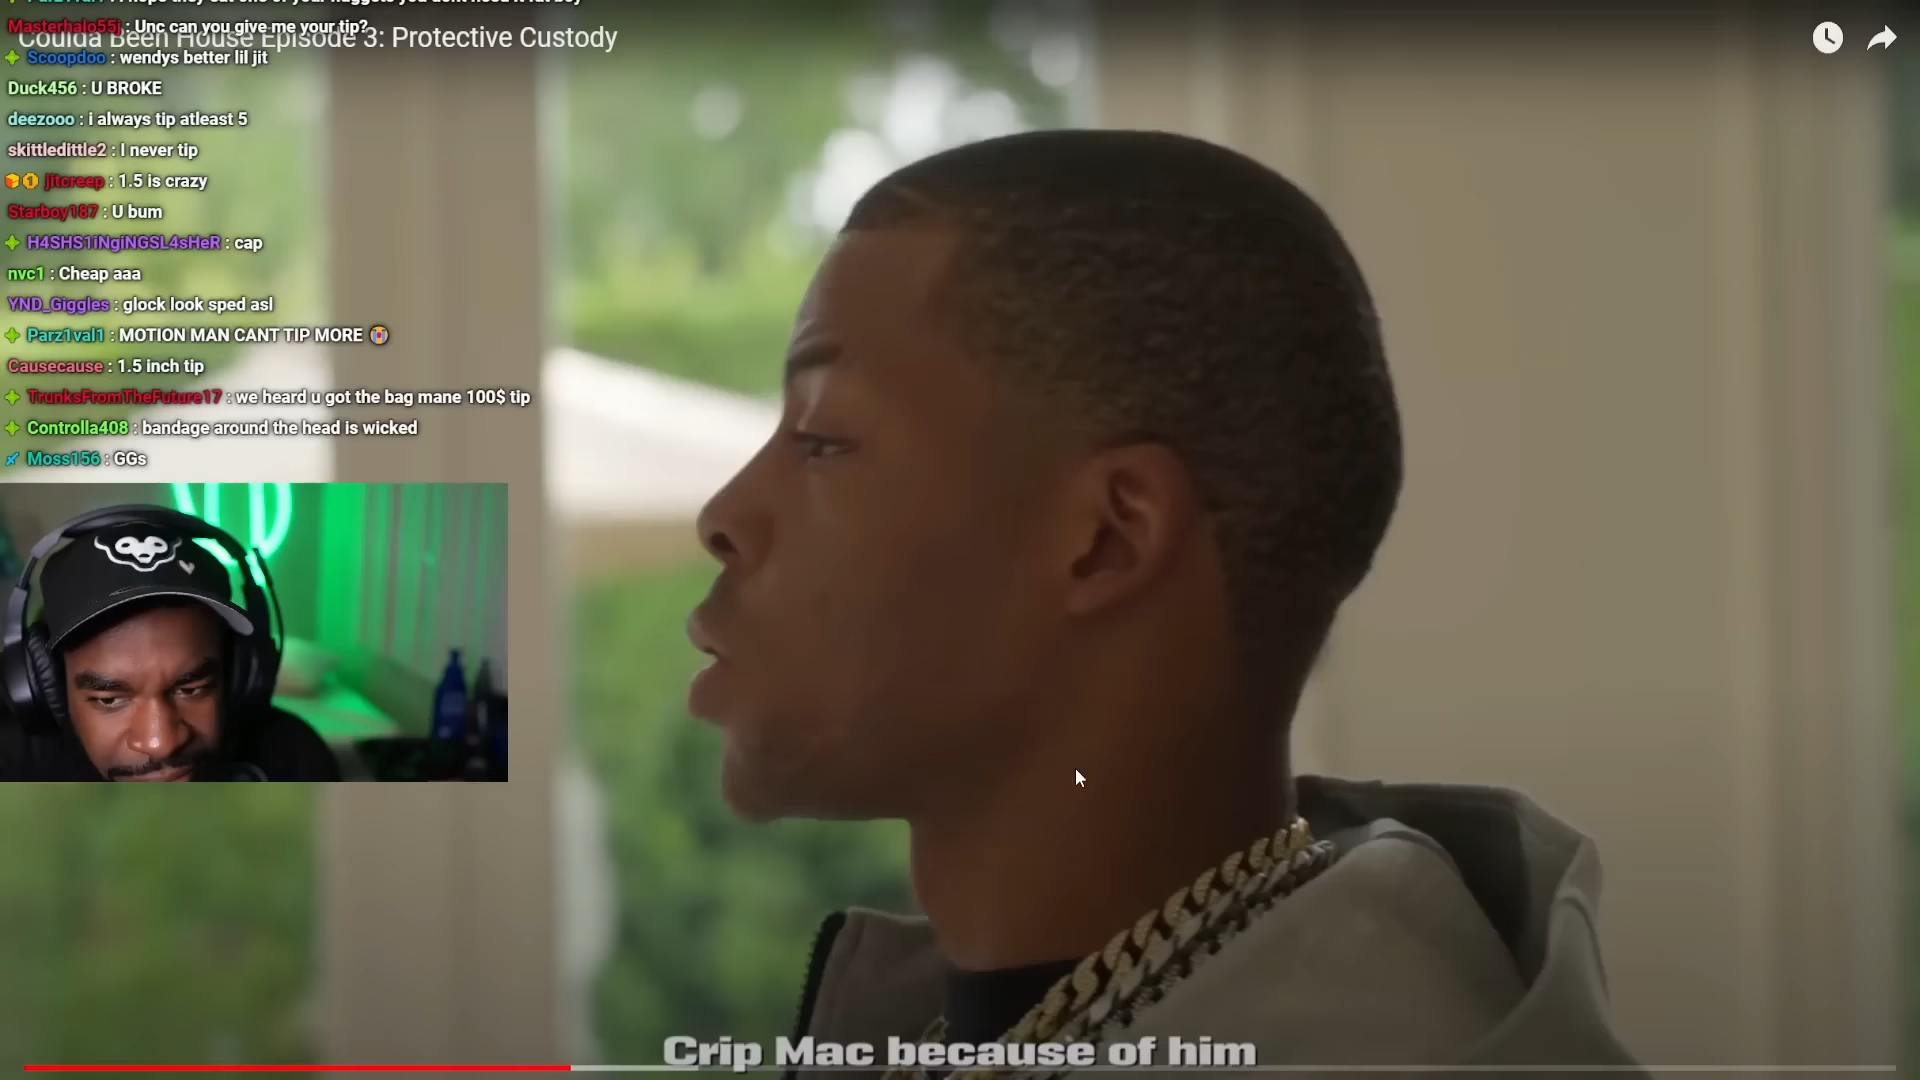 Masterhalo55j : Unc can you give me your tip?
Coulda Been House Episode 3: Protective Custody
Scoopdoo : wendys better lil jit
Duck456 : U BROKE
deezooo : i always tip atleast 5
skittledittle2 : I never tip
jitcreep : 1.5 is crazy
Starboy187 : U bum
H4SHS1iNgiNGSL4sHeR : cap
nvc1 : Cheap aaa
YND_Giggles : glock look sped asl
Parz1val1 : MOTION MAN CANT TIP MORE 😭
Causecause : 1.5 inch tip
TrunksFromTheFuture17 : we heard u got the bag mane 100$ tip
Controlla408 : bandage around the head is wicked
Moss156 : GGs
Crip Mac because of him